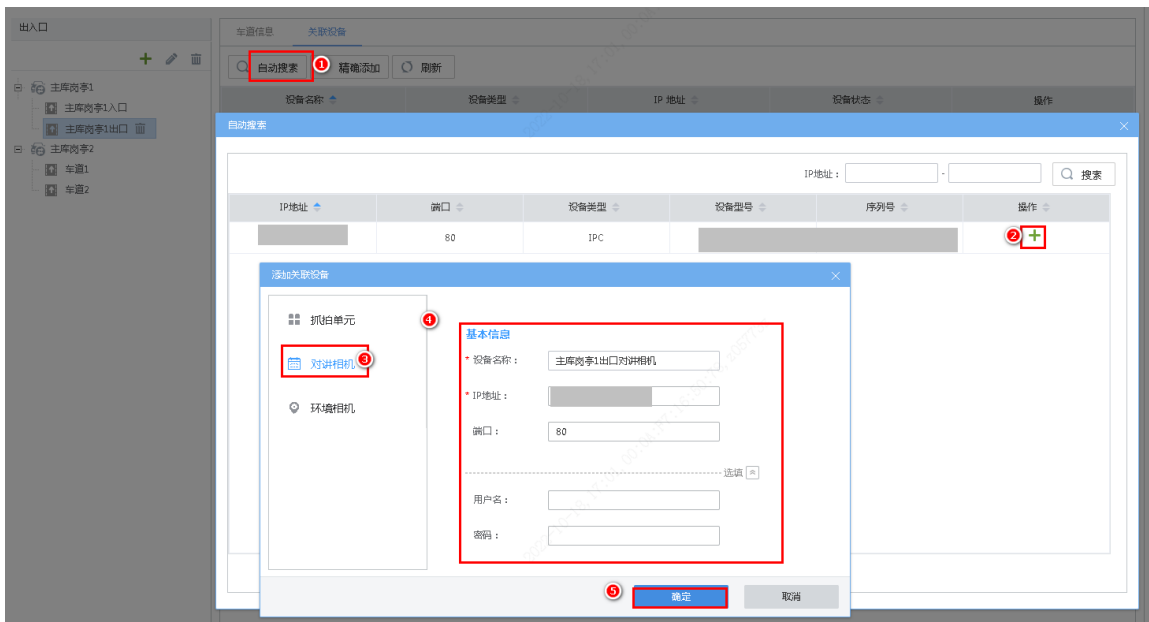 出入口
车道信息 关联设备
自动搜索 1 精确添加 刷新
主库岗亭1
主库岗亭1入口
主库岗亭1出口
主库岗亭2
车道1
车道2
设备名称 设备类型 IP 地址 设备状态 操作
自动搜索
IP地址： - 搜索
IP地址 端口 设备类型 设备型号 序列号 操作
80 IPC 2
添加关联设备
抓拍单元
对讲相机 3
环境相机
4
基本信息
* 设备名称： 主库岗亭1出口对讲相机
* IP地址：
端口： 80
选填
用户名：
密码：
5 确定 取消